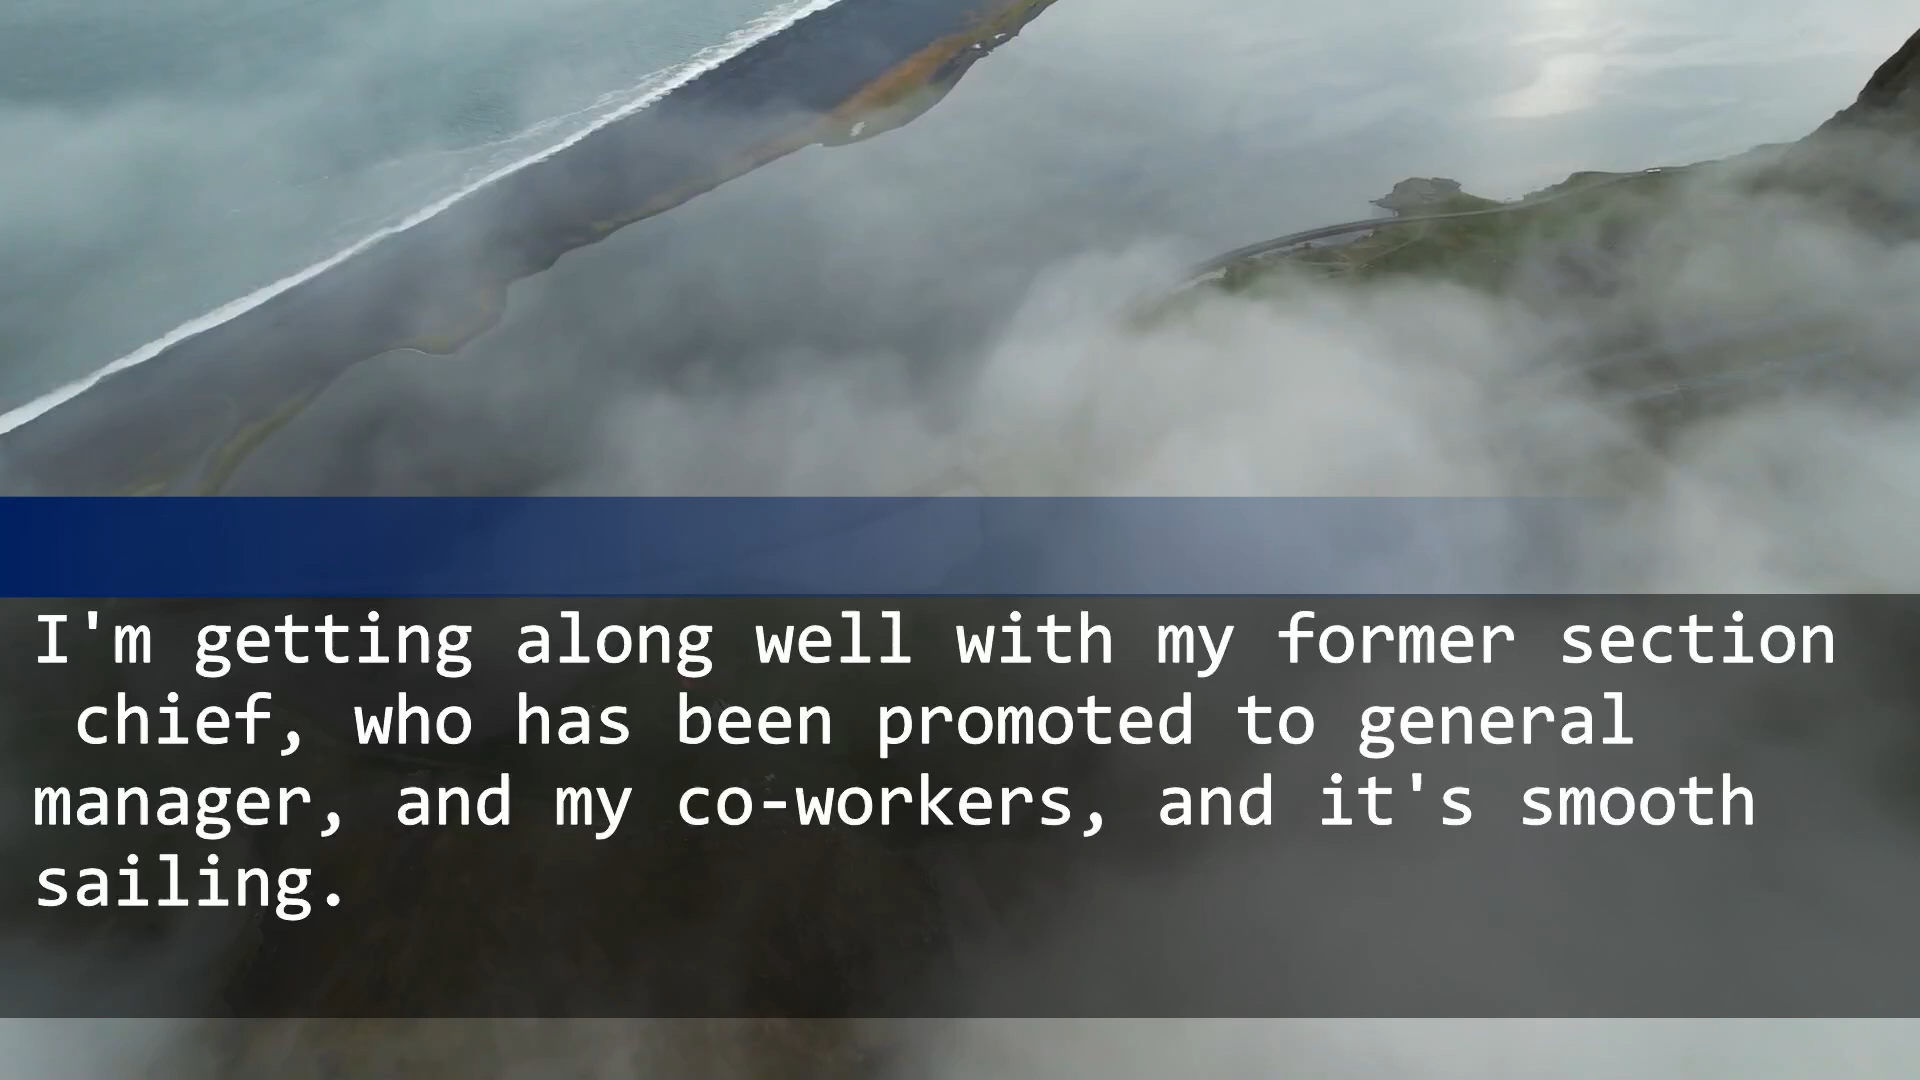 I'm getting along well with my former section
chief, who has been promoted to general
manager, and my co-workers, and it's smooth
sailing.